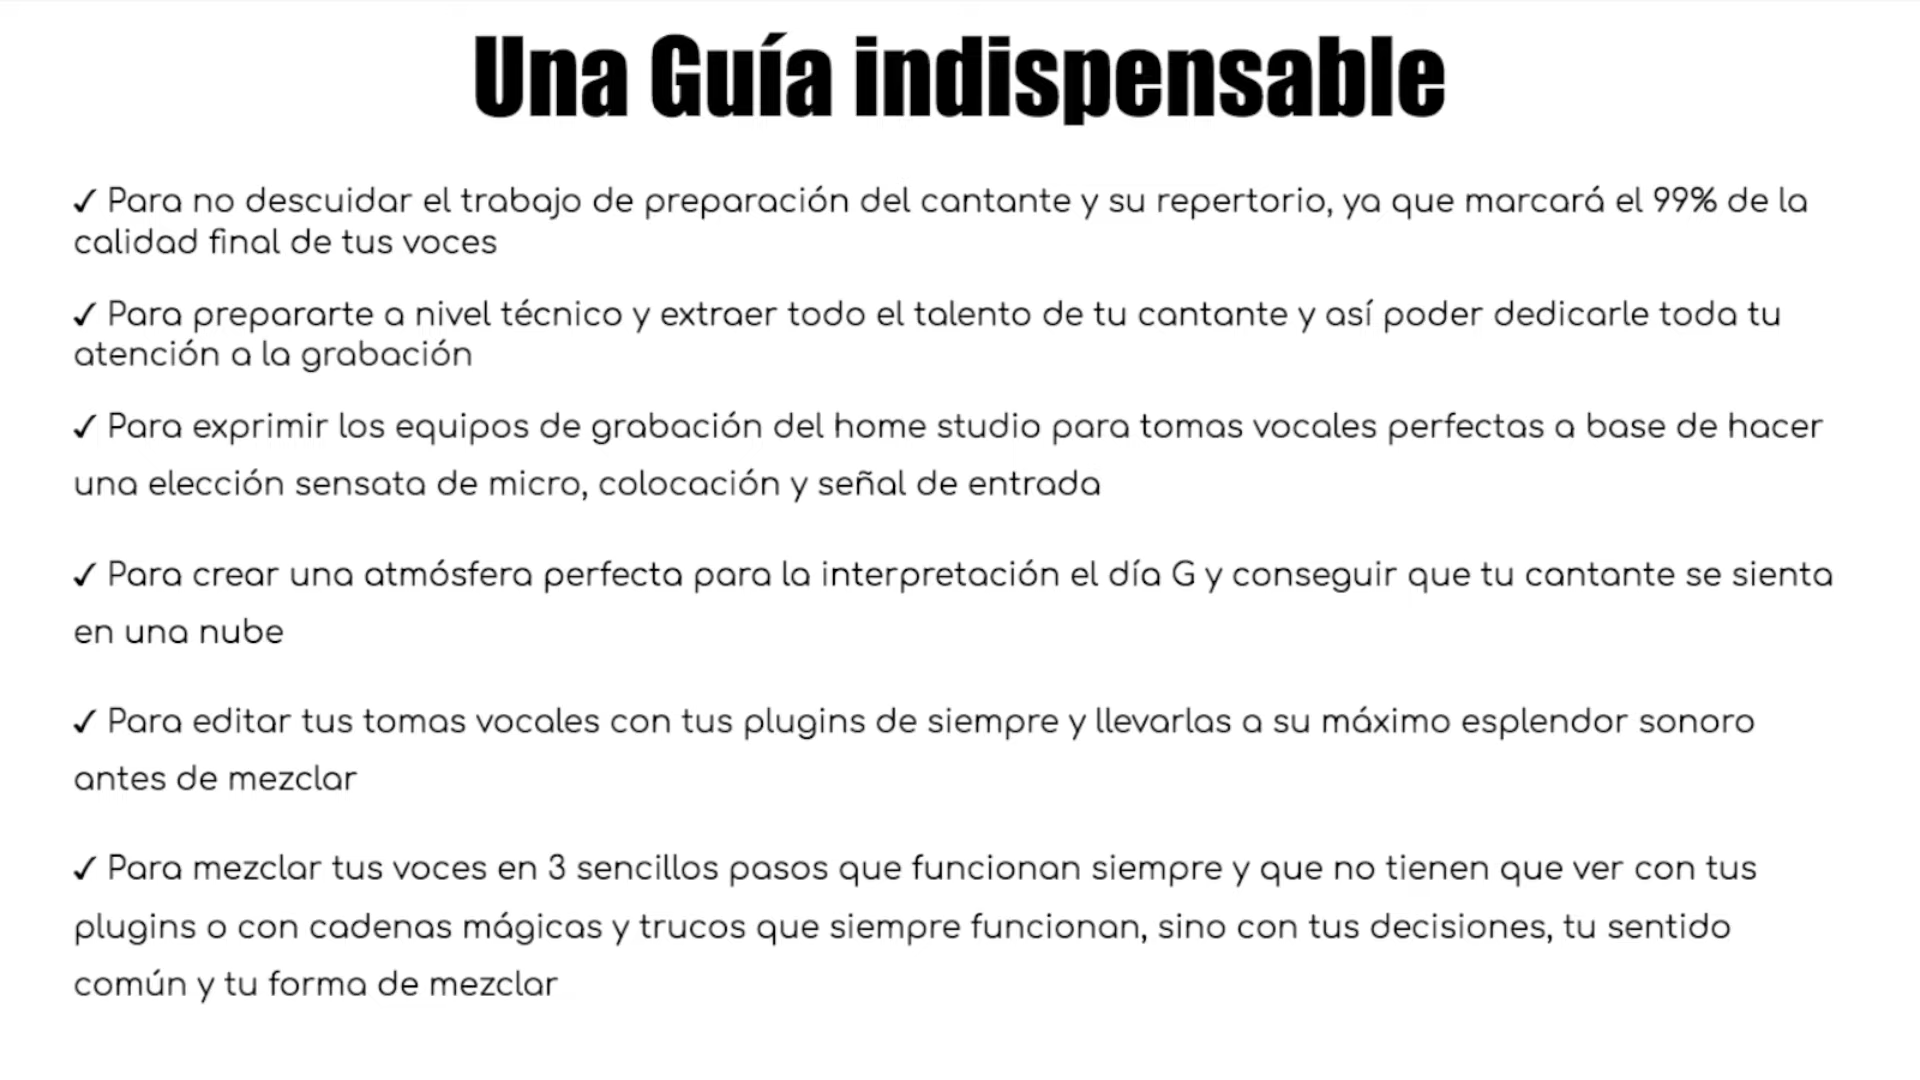 Una Guía indispensable
✓ Para no descuidar el trabajo de preparación del cantante y su repertorio, ya que marcará el 99% de la
calidad final de tus voces
✓ Para prepararte a nivel técnico y extraer todo el talento de tu cantante y así poder dedicarle toda tu
atención a la grabación
✓ Para exprimir los equipos de grabación del home studio para tomas vocales perfectas a base de hacer
una elección sensata de micro, colocación y señal de entrada
✓ Para crear una atmósfera perfecta para la interpretación el día G y conseguir que tu cantante se sienta
en una nube
✓ Para editar tus tomas vocales con tus plugins de siempre y llevarlas a su máximo esplendor sonoro
antes de mezclar
✓ Para mezclar tus voces en 3 sencillos pasos que funcionan siempre y que no tienen que ver con tus
plugins o con cadenas mágicas y trucos que siempre funcionan, sino con tus decisiones, tu sentido
común y tu forma de mezclar